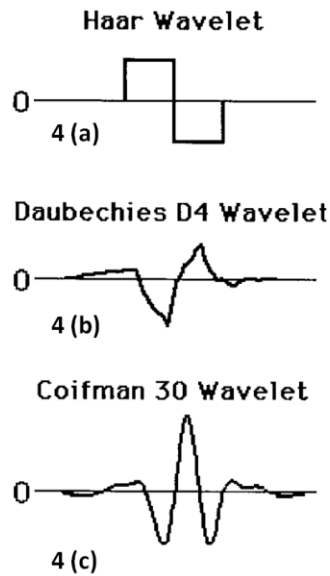 Haar Wavelet
0
4 (a)
Daubechies D4 Wavelet
0
4 (b)
Coifman 30 Wavelet
0
4 (c)